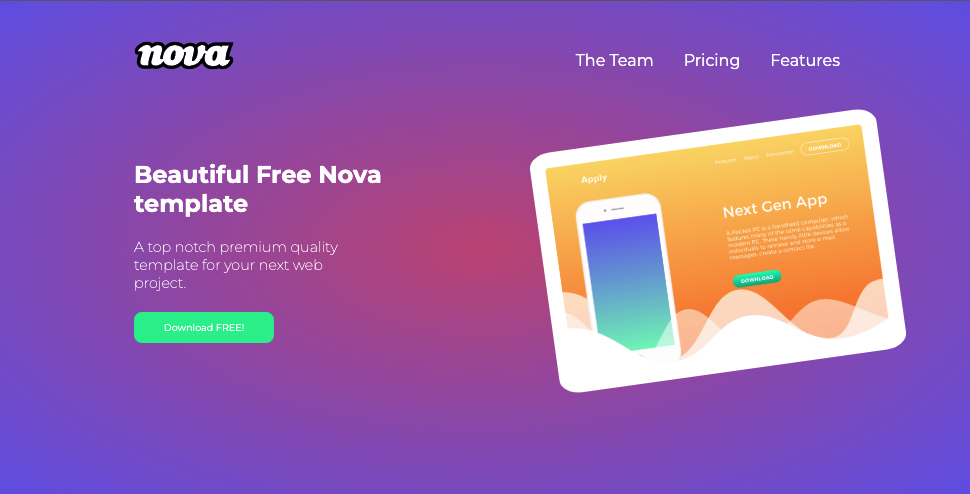 nova
The Team Pricing Features
Beautiful Free Nova
template
A top notch premium quality
template for your next web
project.
Download FREE!
Features About Newsletter DOWNLOAD
Apply
Next Gen App
A Pocket PC is a handheld computer, which
features many of the same capabilities as a
modern PC. These handy little devices allow
individuals to retrieve and store e-mail
messages, create a contact file.
DOWNLOAD